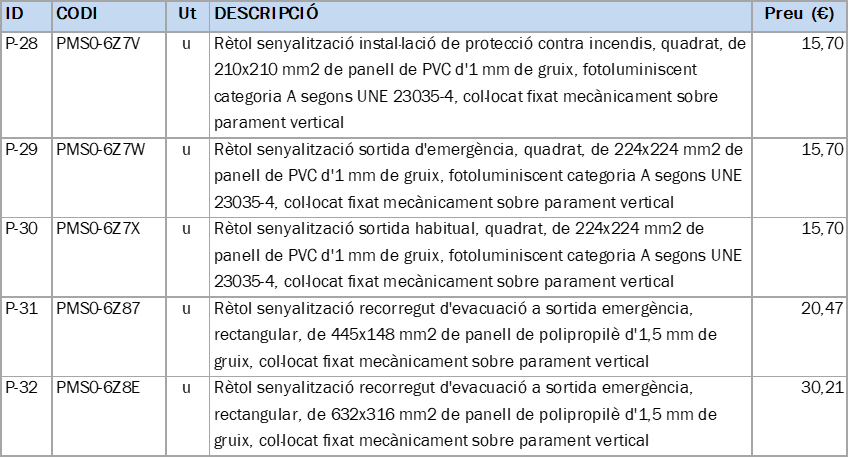 ID CODI Ut DESCRIPCIÓ Preu (€)
P-28 PMS0-6Z7V u Rètol senyalització instal·lació de protecció contra incendis, quadrat, de 15,70
210x210 mm2 de panell de PVC d'1 mm de gruix, fotoluminiscent
categoria A segons UNE 23035-4, col·locat fixat mecànicament sobre
parament vertical
P-29 PMS0-6Z7W u Rètol senyalització sortida d'emergència, quadrat, de 224x224 mm2 de 15,70
panell de PVC d'1 mm de gruix, fotoluminiscent categoria A segons UNE
23035-4, col·locat fixat mecànicament sobre parament vertical
P-30 PMS0-6Z7X u Rètol senyalització sortida habitual, quadrat, de 224x224 mm2 de 15,70
panell de PVC d'1 mm de gruix, fotoluminiscent categoria A segons UNE
23035-4, col·locat fixat mecànicament sobre parament vertical
P-31 PMS0-6Z87 u Rètol senyalització recorregut d'evacuació a sortida emergència, 20,47
rectangular, de 445x148 mm2 de panell de polipropilè d'1,5 mm de
gruix, col·locat fixat mecànicament sobre parament vertical
P-32 PMS0-6Z8E u Rètol senyalització recorregut d'evacuació a sortida emergència, 30,21
rectangular, de 632x316 mm2 de panell de polipropilè d'1,5 mm de
gruix, col·locat fixat mecànicament sobre parament vertical